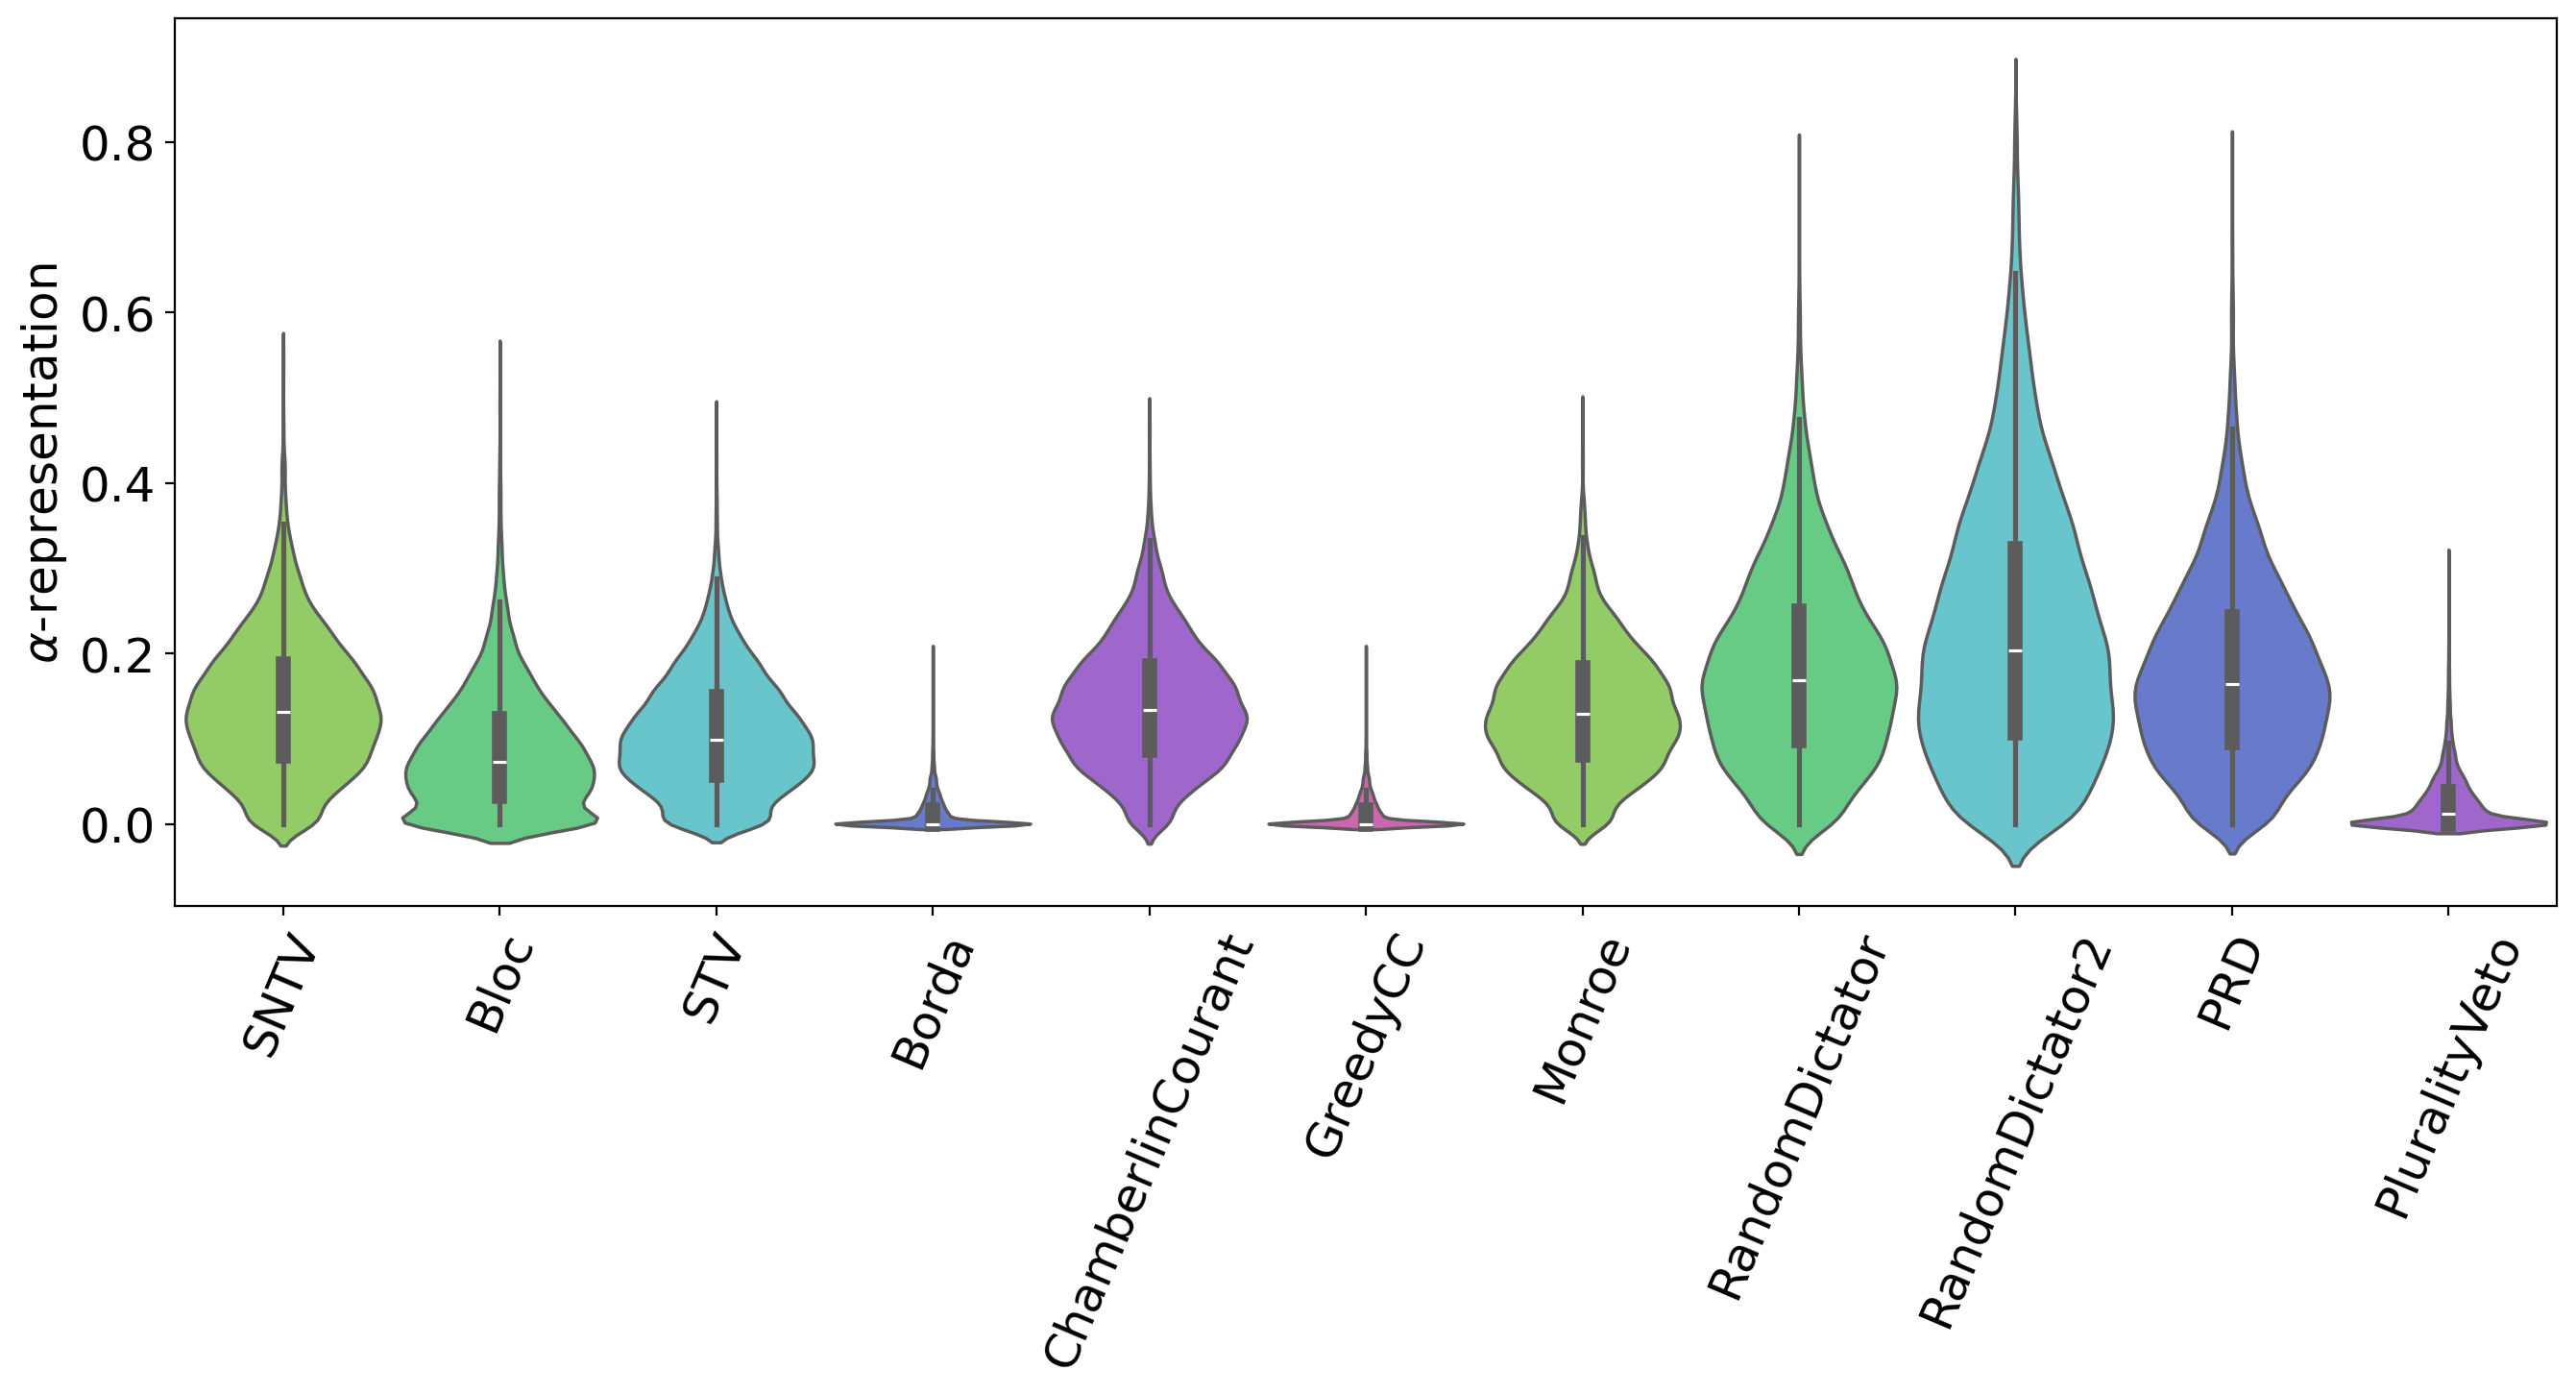 α-representation
0.8
0.6
0.4
0.2
0.0
SNTV
Bloc
STV
Borda
ChamberlinCourant
GreedyCC
Monroe
RandomDictator
RandomDictator2
PRD
PluralityVeto